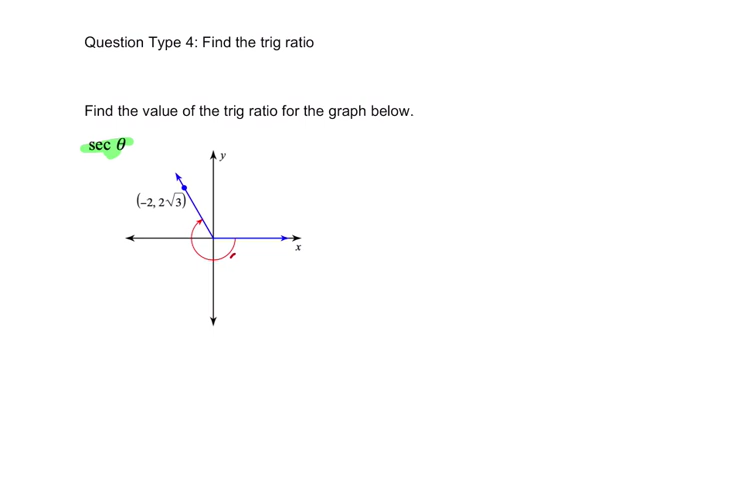 Question Type 4: Find the trig ratio
Find the value of the trig ratio for the graph below.
sec θ
y
(−2, 2√3)
x